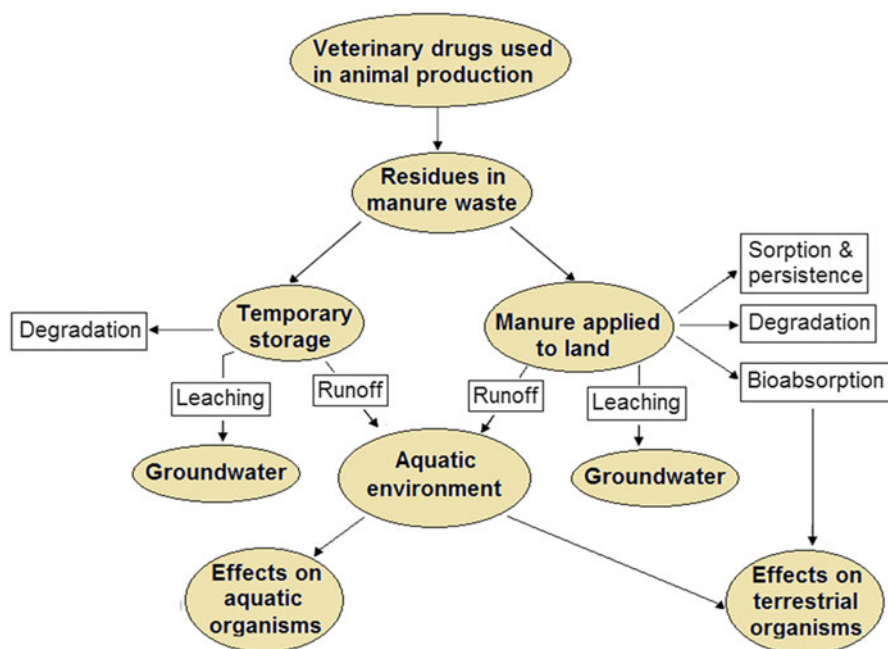 Veterinary drugs used
in animal production
Residues in
manure waste
Sorption &
persistence
Temporary
storage
Manure applied
to land
Degradation
Degradation
Bioabsorption
Leaching
Runoff
Runoff
Leaching
Groundwater
Aquatic
environment
Groundwater
Effects on
aquatic
organisms
Effects on
terrestrial
organisms